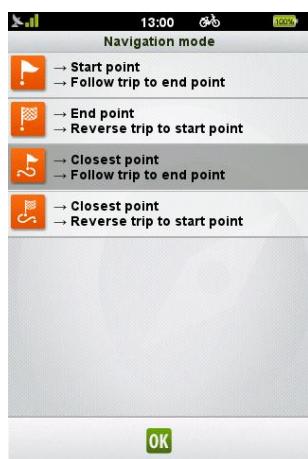 13:00
100%
Navigation mode
→ Start point
→ Follow trip to end point
→ End point
→ Reverse trip to start point
→ Closest point
→ Follow trip to end point
→ Closest point
→ Reverse trip to start point
OK